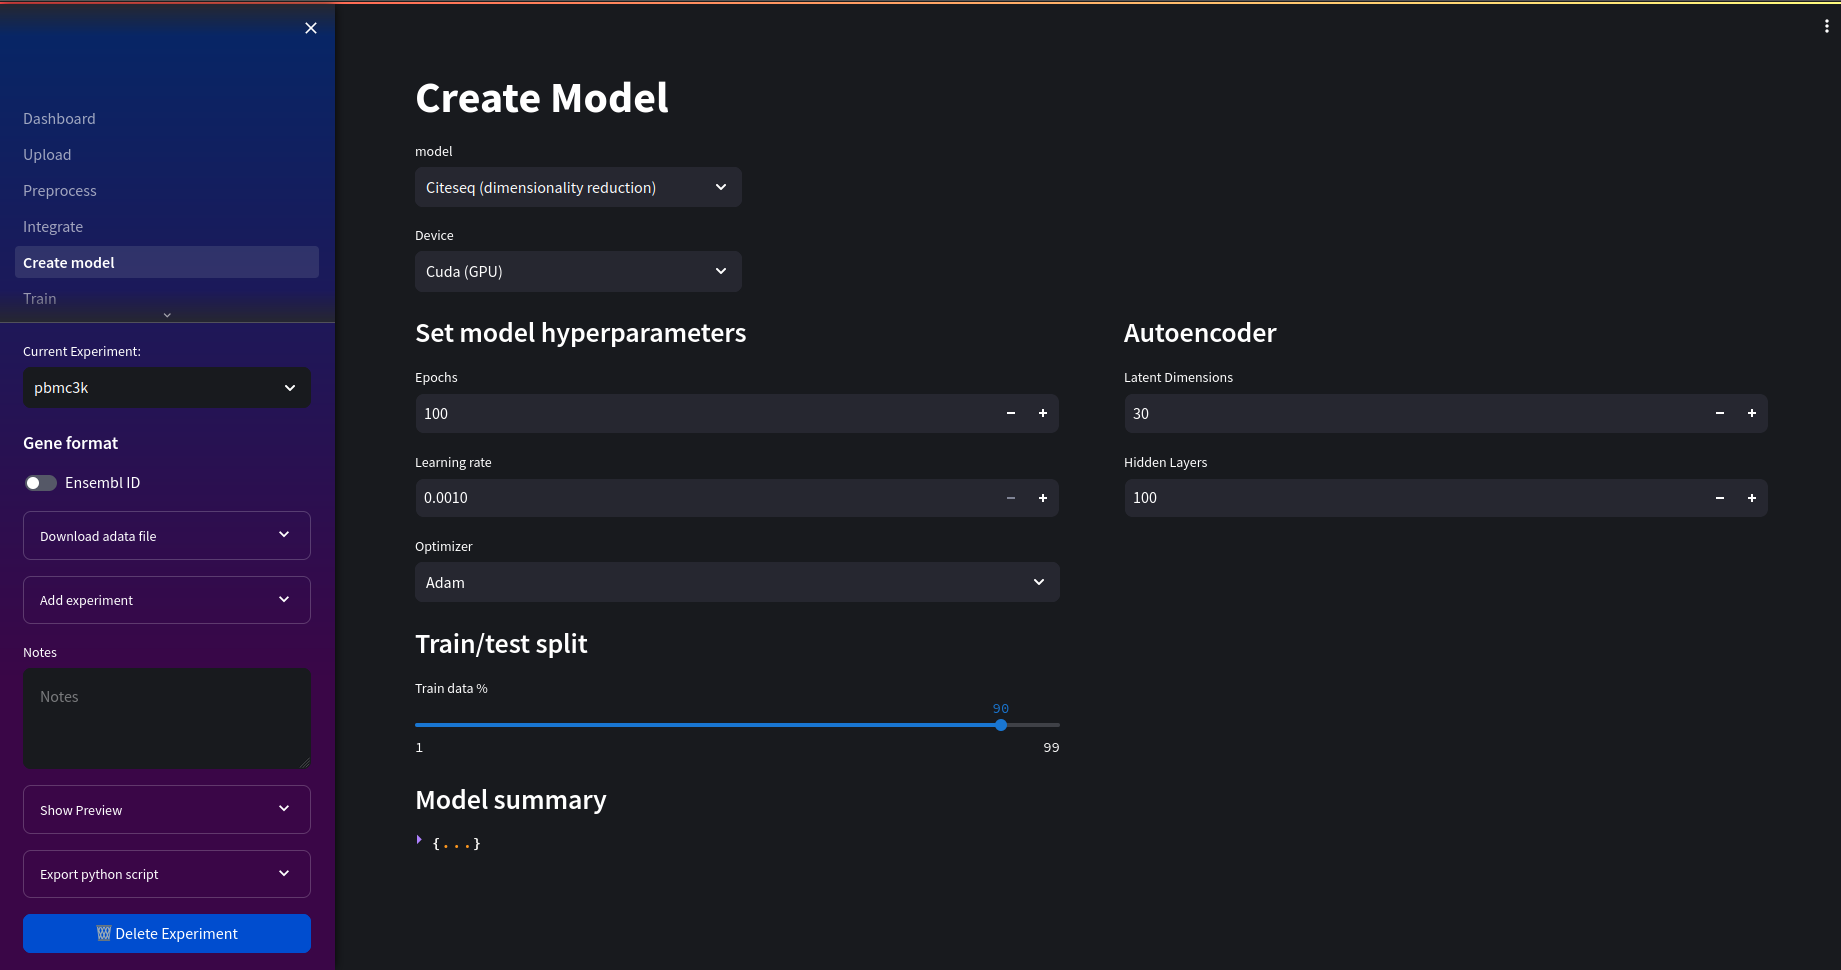 Dashboard
Upload
Preprocess
Integrate
Create model
Train
Current Experiment:
pbmc3k
Gene format
Ensembl ID
Download adata file
Add experiment
Notes
Notes
Show Preview
Export python script
Delete Experiment
Create Model
model
Citeseq (dimensionality reduction)
Device
Cuda (GPU)
Set model hyperparameters
Epochs
100
Learning rate
0.0010
Optimizer
Adam
Autoencoder
Latent Dimensions
30
Hidden Layers
100
Train/test split
Train data %
90
1 99
Model summary
{...}